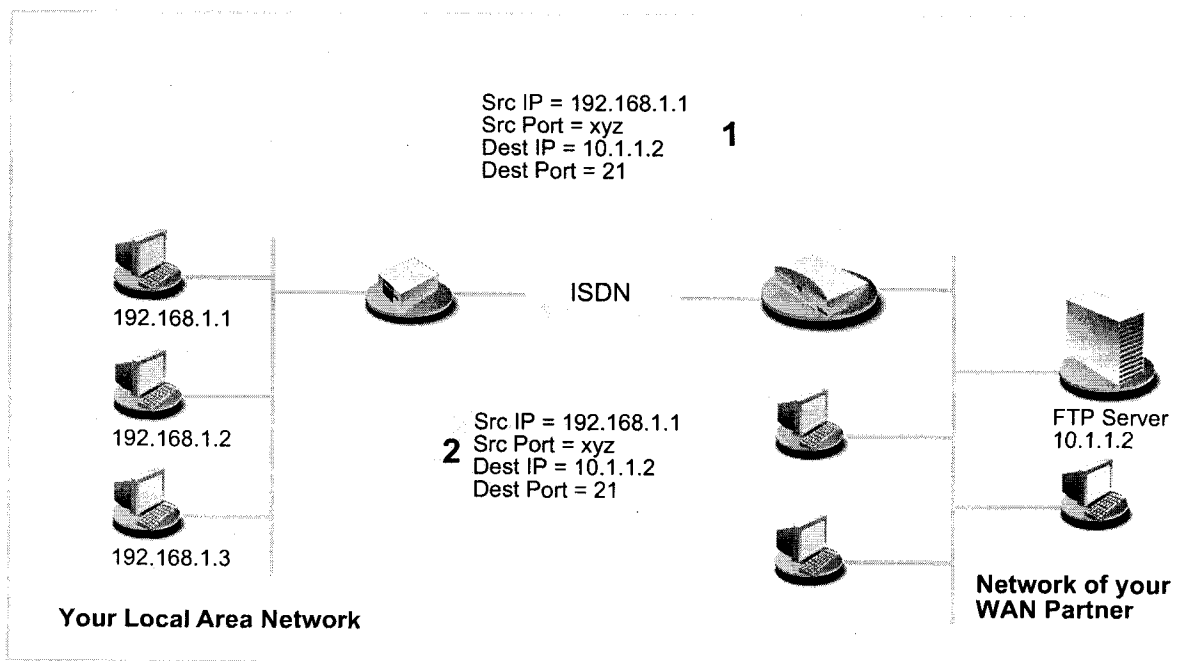 Src IP = 192.168.1.1
Src Port = xyz
Dest IP = 10.1.1.2
Dest Port = 21
1
ISDN
192.168.1.1
192.168.1.2
192.168.1.3
Your Local Area Network
2
Src IP = 192.168.1.1
Src Port = xyz
Dest IP = 10.1.1.2
Dest Port = 21
FTP Server
10.1.1.2
Network of your
WAN Partner